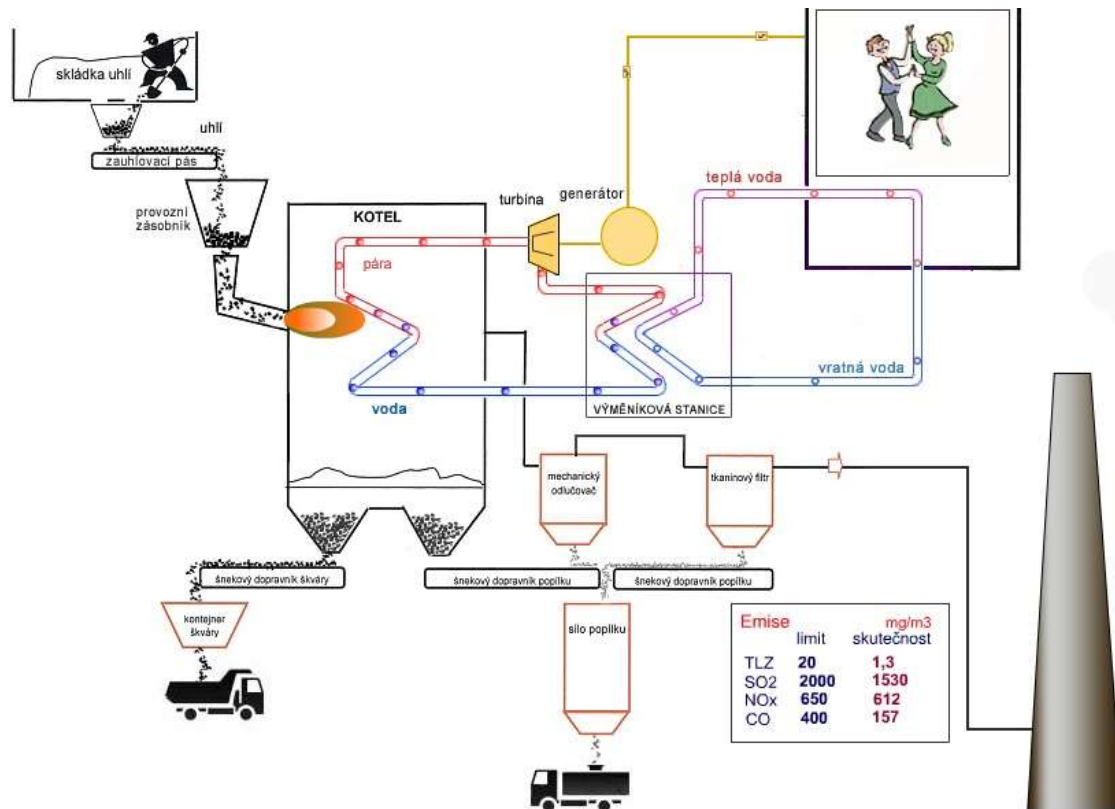 skládka uhlí
uhlí
zauhlovací pás
provozní
zásobník
KOTEL
turbína
generátor
teplá voda
pára
vratná voda
voda
VÝMĚNÍKOVÁ STANICE
mechanický
odlučovač
tkaninový filtr
šnekový dopravník škváry
šnekový dopravník popílku
šnekový dopravník popílku
kontejner
škváry
silo popílku
Emise mg/m3
limit skutečnost
TLZ 20 1,3
SO2 2000 1530
NOx 650 612
CO 400 157